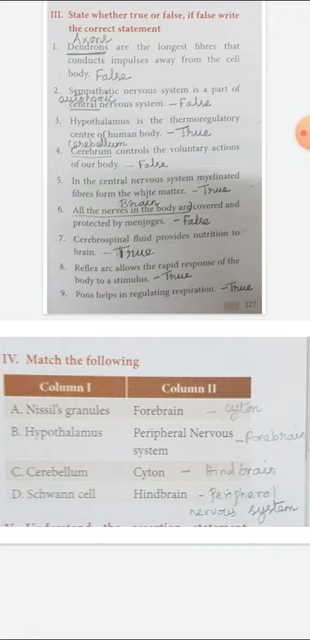 III. State whether true or false, if false write
the correct statement
Axons
1. Dendrons are the longest fibres that
conducts impulses away from the cell
body. False
2. Sympathetic nervous system is a part of
autonomic
central nervous system. – False
3. Hypothalamus is the thermoregulatory
centre of human body. – True
cerebellum
4. Cerebrum controls the voluntary actions
of our body. – False
5. In the central nervous system myelinated
fibres form the white matter. – True
Brain
6. All the nerves in the body are covered and
protected by meninges. – False
7. Cerebrospinal fluid provides nutrition to
brain. – True
8. Reflex arc allows the rapid response of the
body to a stimulus. – True
9. Pons helps in regulating respiration. – True
227
IV. Match the following
Column I Column II
A. Nissil's granules Forebrain – cyton
B. Hypothalamus Peripheral Nervous – Forebrain
system
C. Cerebellum Cyton – Hindbrain
D. Schwann cell Hindbrain – Peripheral
nervous system